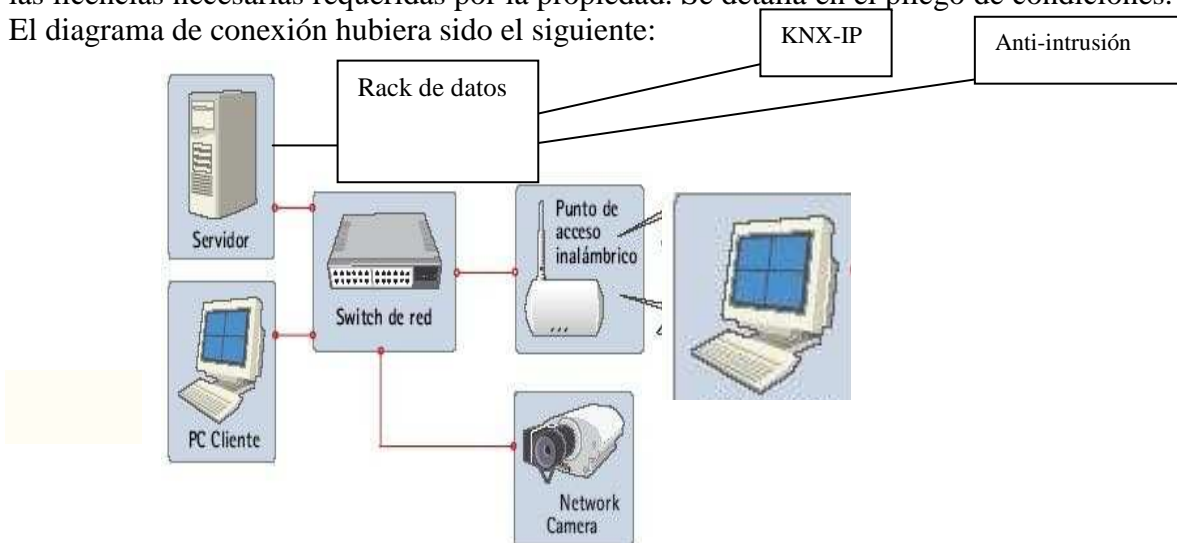 las licencias necesarias requeridas por la propiedad. Se detalla en el pliego de condiciones.
El diagrama de conexión hubiera sido el siguiente:
KNX-IP
Anti-intrusión
Rack de datos
Servidor
Punto de
acceso
inalámbrico
Switch de red
PC Cliente
Network
Camera